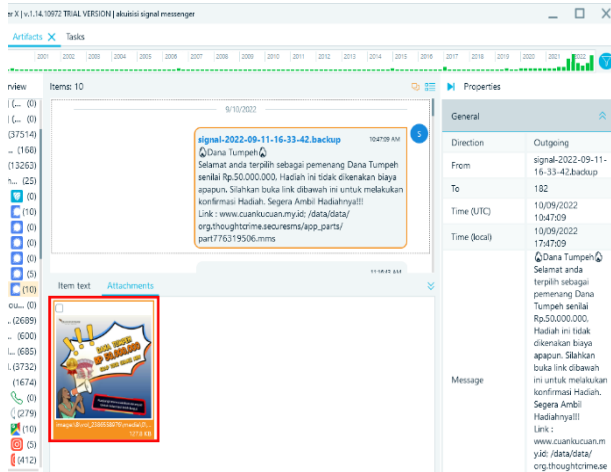 er X | v.1.14.10972 TRIAL VERSION | akuisisi signal messenger
Artifacts
Tasks
2001 2002 2003 2004 2005 2006 2007 2008 2009 2010 2011 2012 2013 2014 2015 2016 2017 2018 2019 2020 2021
rview
(0)
(0)
(37514)
(168)
(13263)
(25)
(0)
(10)
(0)
(0)
(0)
(5)
(10)
(0)
(2689)
(600)
(685)
(3732)
(1674)
(0)
(279)
(10)
(5)
(412)
Items: 10
9/10/2022
signal-2022-09-11-16-33-42.backup
10:47:09 AM
S
Dana Tumpeh
Selamat anda terpilih sebagai pemenang Dana Tumpeh
senilai Rp.50.000.000, Hadiah ini tidak dikenakan biaya
apapun. Silahkan buka link dibawah ini untuk melakukan
konfirmasi Hadiah. Segera Ambil Hadiahnya!!!
Link : www.cuankucuan.my.id; /data/data/
org.thoughtcrime.securesms/app_parts/
part776319506.mms
Item text
Attachments
DANA TUMPEH
RP 50.000.000
Properties
General
Direction
Outgoing
From
signal-2022-09-11-
16-33-42.backup
To
182
Time (UTC)
10/09/2022
10:47:09
Time (local)
10/09/2022
17:47:09
Message
Dana Tumpeh
Selamat anda
terpilih sebagai
pemenang Dana
Tumpeh senilai
Rp.50.000.000,
Hadiah ini tidak
dikenakan biaya
apapun. Silahkan
buka link dibawah
ini untuk melakukan
konfirmasi Hadiah.
Segera Ambil
Hadiahnya!!!
Link :
www.cuankucuan.m
y.id; /data/data/
org.thoughtcrime.se